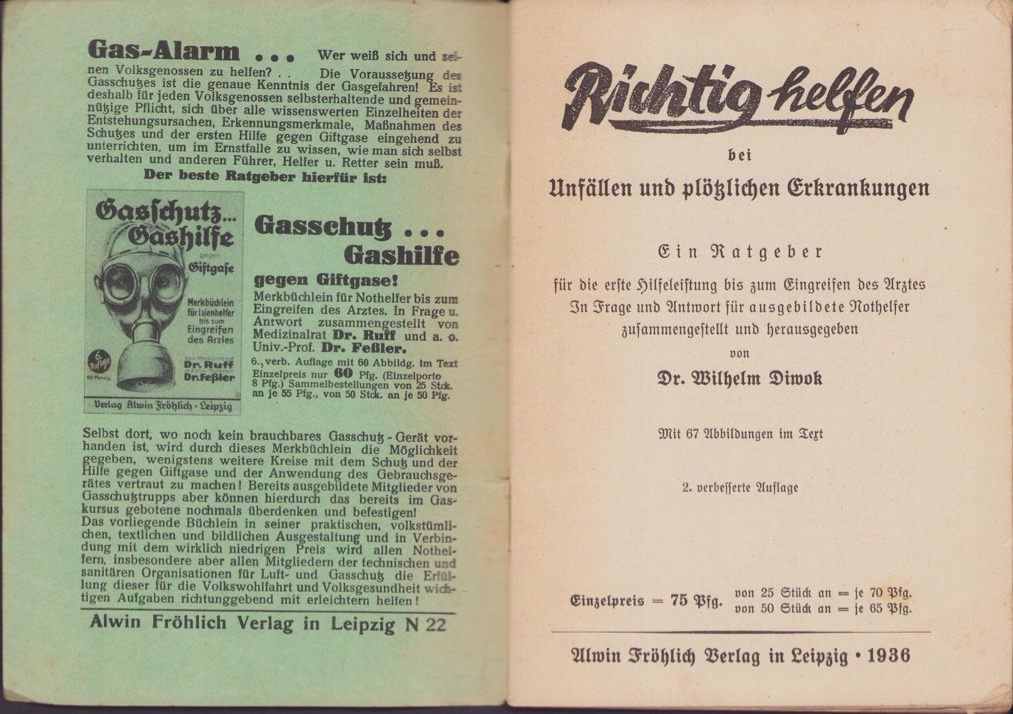 Gas-Alarm ... Wer weiß sich und sei-
nen Volksgenossen zu helfen? . . Die Voraussetzung des
Gasschutzes ist die genaue Kenntnis der Gasgefahren! Es ist
deshalb für jeden Volksgenossen selbsterhaltende und gemein-
nützige Pflicht, sich über alle wissenswerten Einzelheiten der
Entstehungsursachen, Erkennungsmerkmale, Maßnahmen des
Schutzes und der ersten Hilfe gegen Giftgase eingehend zu
unterrichten, um im Ernstfalle zu wissen, wie man sich selbst
verhalten und anderen Führer, Helfer u. Retter sein muß.
Der beste Ratgeber hierfür ist:
Gasschutz...
Gashilfe
gegen
Giftgase
Merkbüchlein
für Laienhelfer
bis zum
Eingreifen
des Arztes
6.
Auflage
Dr. Ruff
Dr. Feßler
Verlag Alwin Fröhlich - Leipzig
Gasschutz ...
Gashilfe
gegen Giftgase!
Merkbüchlein für Nothelfer bis zum
Eingreifen des Arztes. In Frage u.
Antwort zusammengestellt von
Medizinalrat Dr. Ruff und a. o.
Univ.-Prof. Dr. Feßler.
6., verb. Auflage mit 60 Abbildg. im Text
Einzelpreis nur 60 Pfg. (Einzelporto
8 Pfg.) Sammelbestellungen von 25 Stck.
an je 55 Pfg., von 50 Stck. an je 50 Pfg.
Selbst dort, wo noch kein brauchbares Gasschutz-Gerät vor-
handen ist, wird durch dieses Merkbüchlein die Möglichkeit
gegeben, wenigstens weitere Kreise mit dem Schutz und der
Hilfe gegen Giftgase und der Anwendung des Gebrauchsge-
rätes vertraut zu machen! Bereits ausgebildete Mitglieder von
Gasschutztrupps aber können hierdurch das bereits im Gas-
kursus gebotene nochmals überdenken und befestigen!
Das vorliegende Büchlein in seiner praktischen, volkstümli-
chen, textlichen und bildlichen Ausgestaltung und in Verbin-
dung mit dem wirklich niedrigen Preis wird allen Nothel-
fern, insbesondere aber allen Mitgliedern der technischen und
sanitären Organisationen für Luft- und Gasschutz die Erfül-
lung dieser für die Volkswohlfahrt und Volksgesundheit wich-
tigen Aufgaben richtunggebend mit erleichtern helfen!
Alwin Fröhlich Verlag in Leipzig N 22
Richtig helfen
bei
Unfällen und plötzlichen Erkrankungen
Ein Ratgeber
für die erste Hilfeleistung bis zum Eingreifen des Arztes
In Frage und Antwort für ausgebildete Nothelfer
zusammengestellt und herausgegeben
von
Dr. Wilhelm Diwok
Mit 67 Abbildungen im Text
2. verbesserte Auflage
Einzelpreis = 75 Pfg. von 25 Stück an = je 70 Pfg.
von 50 Stück an = je 65 Pfg.
Alwin Fröhlich Verlag in Leipzig • 1936